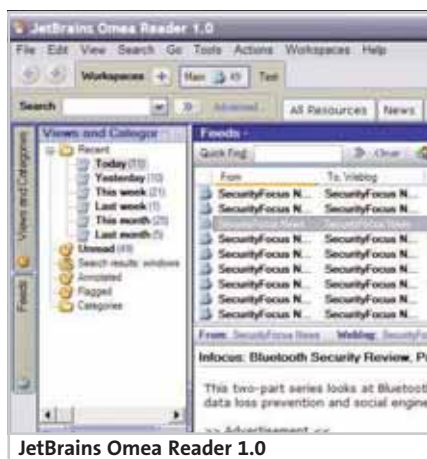 JetBrains Omea Reader 1.0
File Edit View Search Go Tools Actions Workspaces Help
Workspaces Main 49 Test
Search Advanced... All Resources News
Views and Categor
Recent
Today
Yesterday (10)
This week (21)
Last week (1)
This month
Last month (5)
Unread (49)
Search results: windows
Annotated
Flagged
Categories
Views and Categories
Feeds
Feeds
Quick Find: Clear
From To, Weblog
SecurityFocus N... SecurityFocus N...
SecurityFocus N... SecurityFocus N...
SecurityFocus News SecurityFocus News
SecurityFocus N... SecurityFocus N...
SecurityFocus N... SecurityFocus N...
SecurityFocus N... SecurityFocus N...
SecurityFocus N... SecurityFocus N...
SecurityFocus N... SecurityFocus N...
From: SecurityFocus News Weblog: SecurityFo
Infocus: Bluetooth Security Review, P
This two-part series looks at Bluetoot
data loss prevention and social engine
>> Advertisement <<
JetBrains Omea Reader 1.0